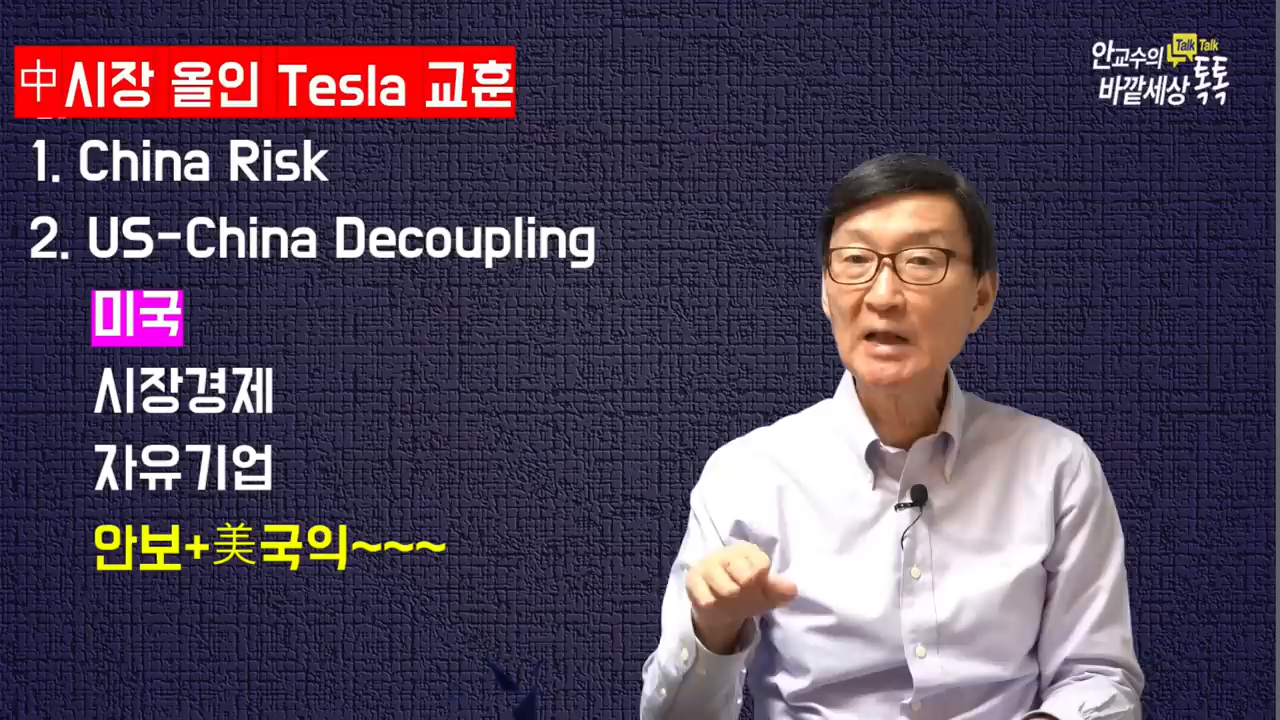 中시장 올인 Tesla 교훈
1. China Risk
2. US-China Decoupling
미국
시장경제
자유기업
안보+美국의~~~
안교수의 Talk Talk
바깥세상 톡톡